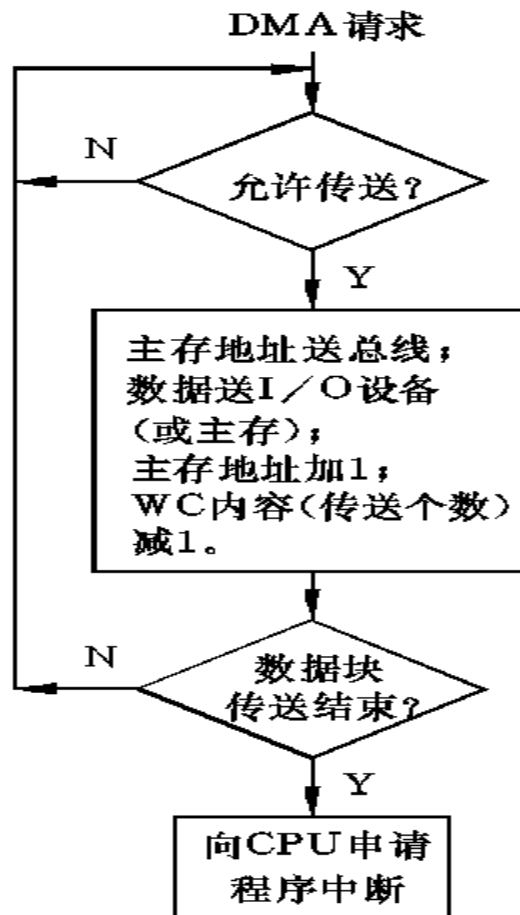 DMA请求
N
允许传送？
Y
主存地址送总线；
数据送I／O设备
(或主存)；
主存地址加1；
WC内容(传送个数)
减1。
N
数据块
传送结束？
Y
向CPU申请
程序中断